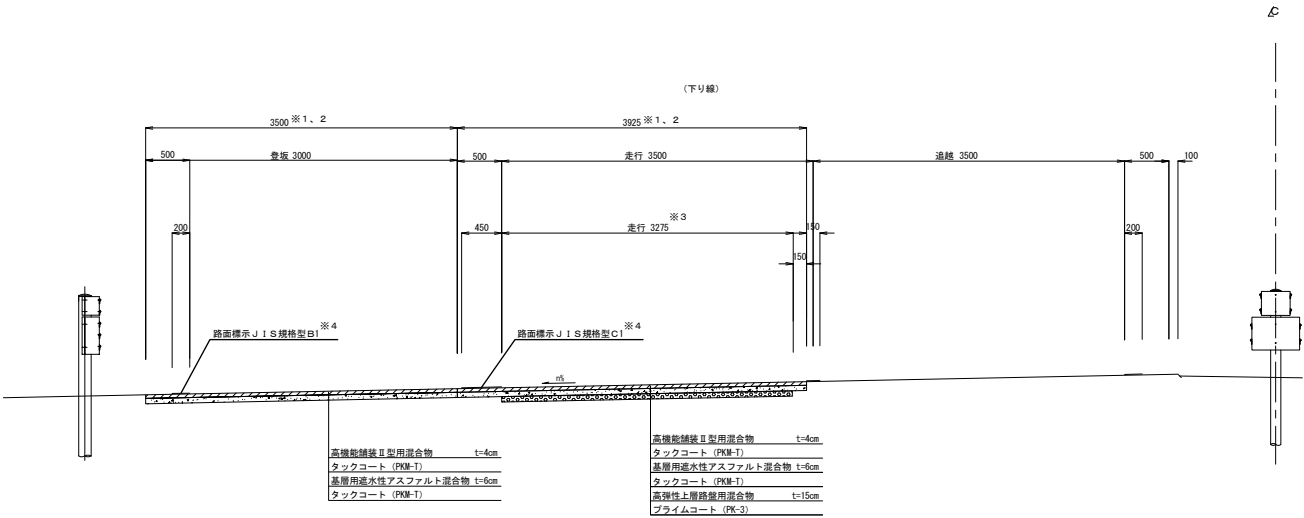 ℄
(下り線)
3500 ※1、2
3925 ※1、2
500
登坂 3000
500
走行 3500
追越 3500
500
100
200
450
※3
走行 3275
150
200
150
路面標示JIS規格型B1 ※4
路面標示JIS規格型C1 ※4
n%
高機能舗装Ⅱ型用混合物 t=4cm
タックコート (PKM-T)
基層用遮水性アスファルト混合物 t=6cm
タックコート (PKM-T)
高機能舗装Ⅱ型用混合物 t=4cm
タックコート (PKM-T)
基層用遮水性アスファルト混合物 t=6cm
タックコート (PKM-T)
高弾性上層路盤用混合物 t=15cm
プライムコート (PK-3)